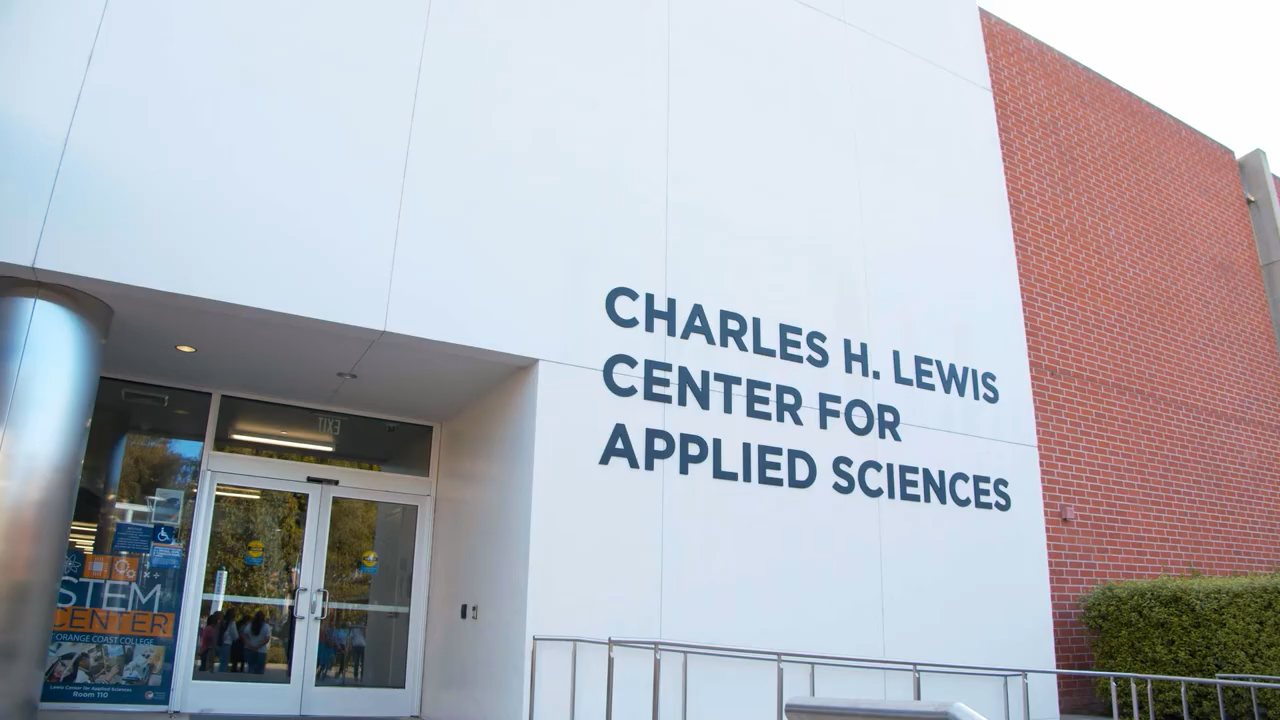 CHARLES H. LEWIS
CENTER FOR
APPLIED SCIENCES
EXIT
STEM
CENTER
ORANGE COAST COLLEGE
Lewis Center for Applied Sciences
Room 110